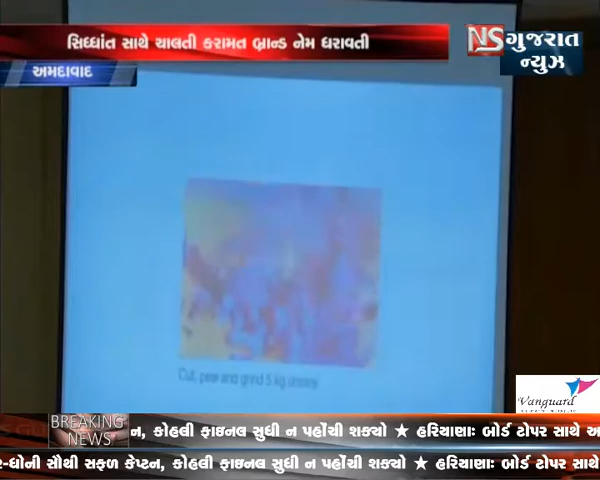 સિધ્ધાંત સાથે ચાલતી કરામત બ્રાન્ડ નેમ ધરાવતી
NS ગુજરાત
ન્યુઝ
અમદાવાદ
Cut, peel and grind 5 kg
Vanguard
BREAKING
NEWS
ન, કોહલી ફાઇનલ સુધી ન પહોંચી શક્યો ★ હરિયાણાઃ બોર્ડ ટોપર સાથે અ
ર-ધોની સૌથી સફળ કેપ્ટન, કોહલી ફાઇનલ સુધી ન પહોંચી શક્યો ★ હરિયાણાઃ બોર્ડ ટોપર સાથે